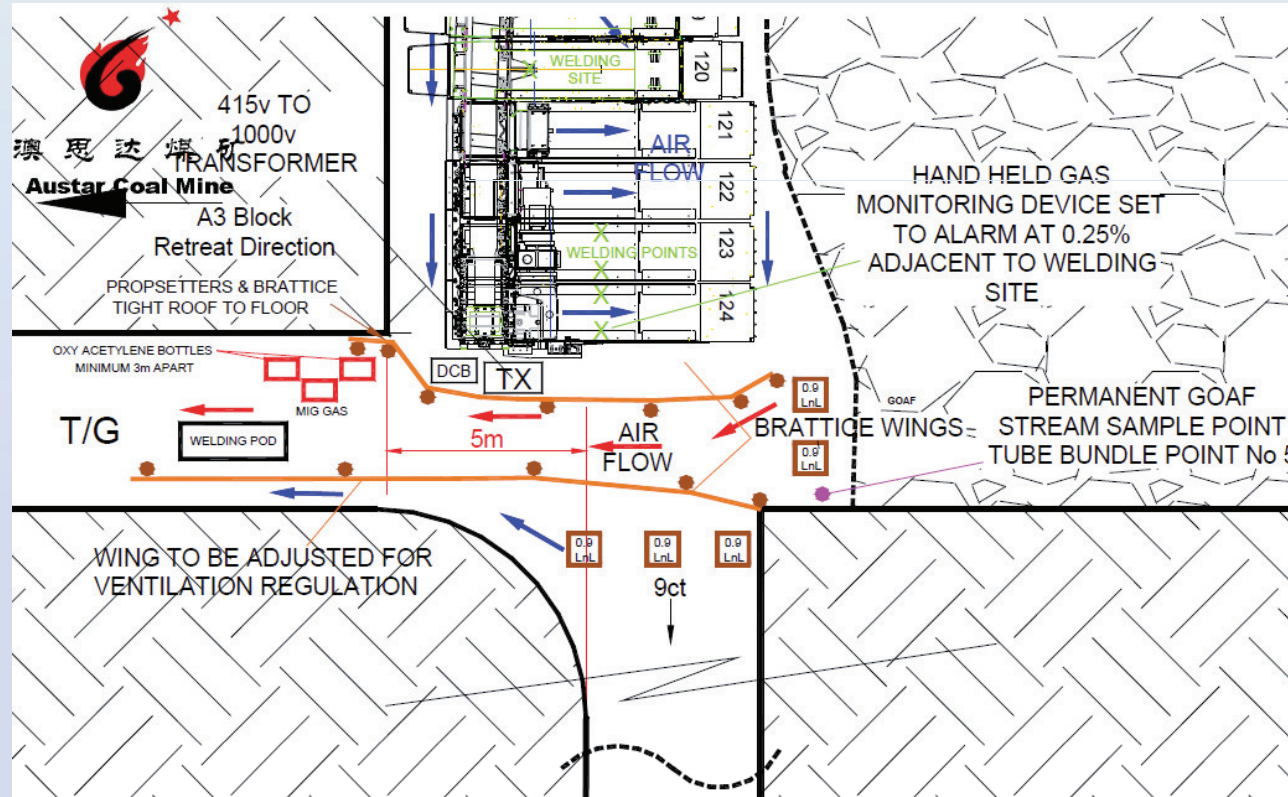 120
WELDING
SITE
415v TO
1000v
TRANSFORMER
澳思达煤矿
Austar Coal Mine
A3 Block
Retreat Direction
PROPSETTERS & BRATTICE
TIGHT ROOF TO FLOOR
121
AIR
FLOW
122
WELDING POINTS
123
124
HAND HELD GAS
MONITORING DEVICE SET
TO ALARM AT 0.25%
ADJACENT TO WELDING
SITE
OXY ACETYLENE BOTTLES
MINIMUM 3m APART
MIG GAS
DCB
TX
T/G
WELDING POD
5m
AIR
FLOW
0.9
LnL
0.9
LnL
BRATTICE WINGS
GOAF
PERMANENT GOAF
STREAM SAMPLE POINT
TUBE BUNDLE POINT No 5
WING TO BE ADJUSTED FOR
VENTILATION REGULATION
0.9
LnL
0.9
LnL
0.9
LnL
9ct